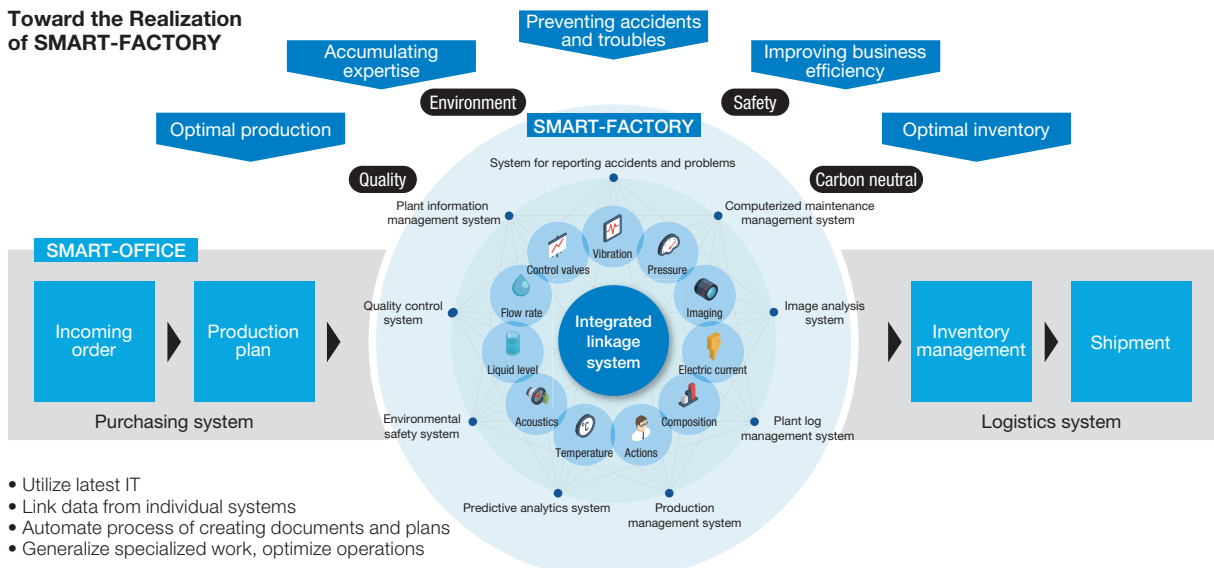 Toward the Realization
of SMART-FACTORY
Preventing accidents
and troubles
Accumulating
expertise
Improving business
efficiency
Optimal production
Optimal inventory
Environment
Safety
Quality
Carbon neutral
SMART-FACTORY
System for reporting accidents and problems
Plant information
management system
Computerized maintenance
management system
Quality control
system
Image analysis
system
Environmental
safety system
Plant log
management system
Predictive analytics system
Production
management system
Vibration
Control valves
Pressure
Flow rate
Imaging
Liquid level
Electric current
Acoustics
Composition
°C
Temperature
Actions
Integrated
linkage
system
SMART-OFFICE
Incoming
order
Production
plan
Purchasing system
Inventory
management
Shipment
Logistics system
• Utilize latest IT
• Link data from individual systems
• Automate process of creating documents and plans
• Generalize specialized work, optimize operations